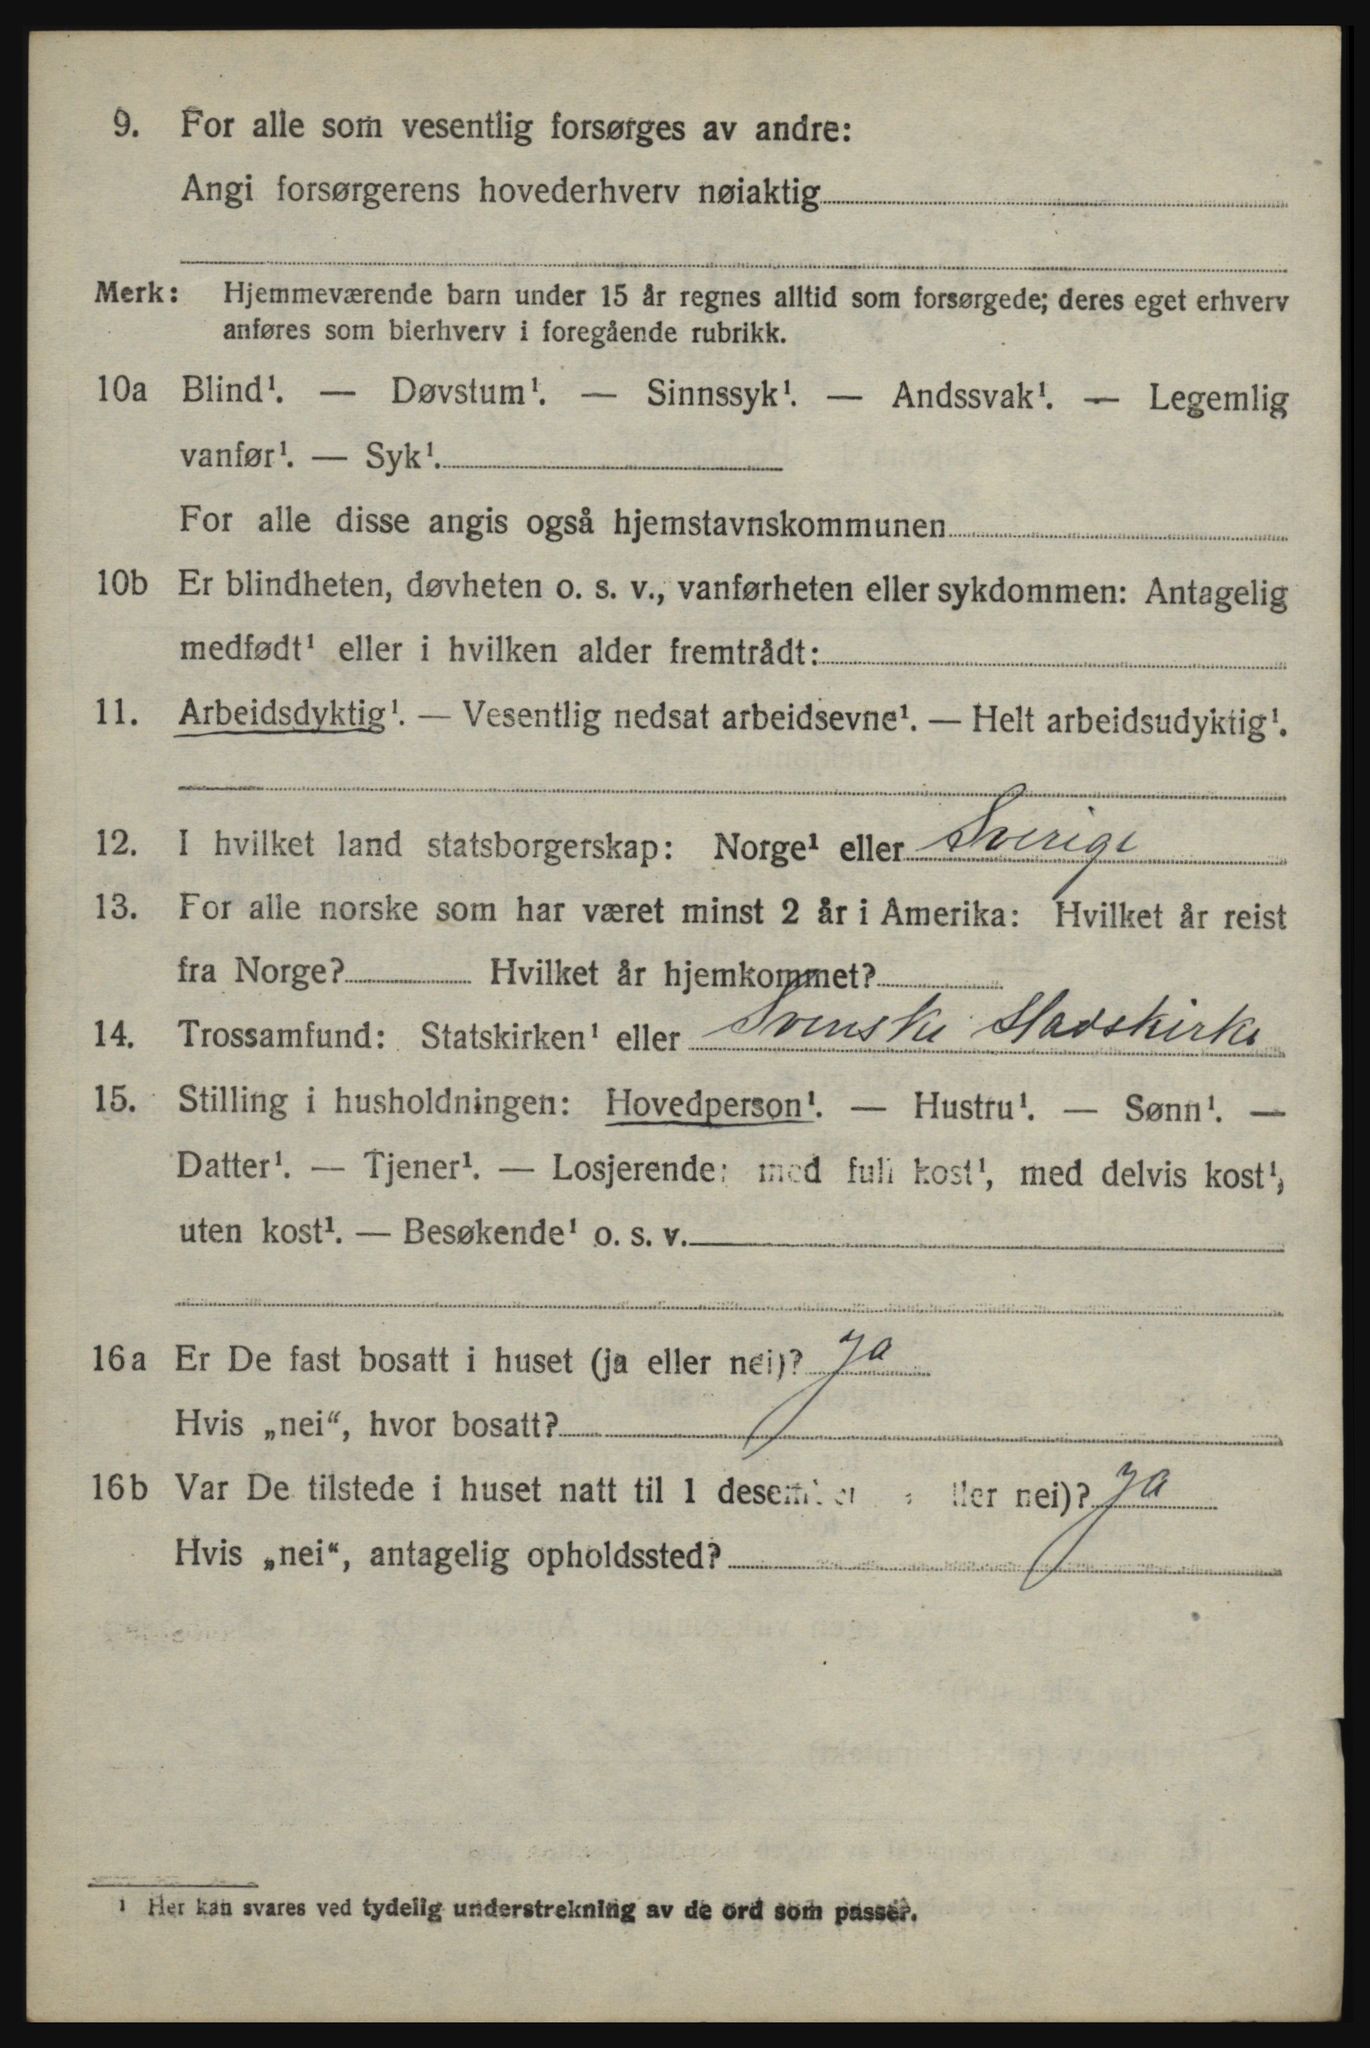 9. For alle som vesentlig forsørges av andre:
Angi forsørgerens hovederhverv nøiaktig
Merk: Hjemmeværende barn under 15 år regnes alltid som forsørgede; deres eget erhverv
anføres som bierhverv i foregående rubrikk.
10a Blind¹. — Døvstum¹. — Sinnssyk¹. — Andssvak¹. — Legemlig
vanfør¹. — Syk¹.
For alle disse angis også hjemstavnskommunen
10b Er blindheten, døvheten o. s. v., vanførheten eller sykdommen: Antagelig
medfødt¹ eller i hvilken alder fremtrådt:
11. Arbeidsdyktig¹. — Vesentlig nedsat arbeidsevne¹. — Helt arbeidsudyktig¹.
12. I hvilket land statsborgerskap: Norge¹ eller Sverige
13. For alle norske som har været minst 2 år i Amerika: Hvilket år reist
fra Norge? Hvilket år hjemkommet?
14. Trossamfund: Statskirken¹ eller Svenske Stadskirke
15. Stilling i husholdningen: Hovedperson¹. — Hustru¹. — Sønn¹. —
Datter¹. — Tjener¹. — Losjerende: med full kost¹, med delvis kost¹,
uten kost¹. — Besøkende¹ o. s. v.
16a Er De fast bosatt i huset (ja eller nei)? ja
Hvis „nei“, hvor bosatt?
16b Var De tilstede i huset natt til 1 desember eller nei)? ja
Hvis „nei“, antagelig opholdssted?
¹ Her kan svares ved tydelig understrekning av de ord som passer.